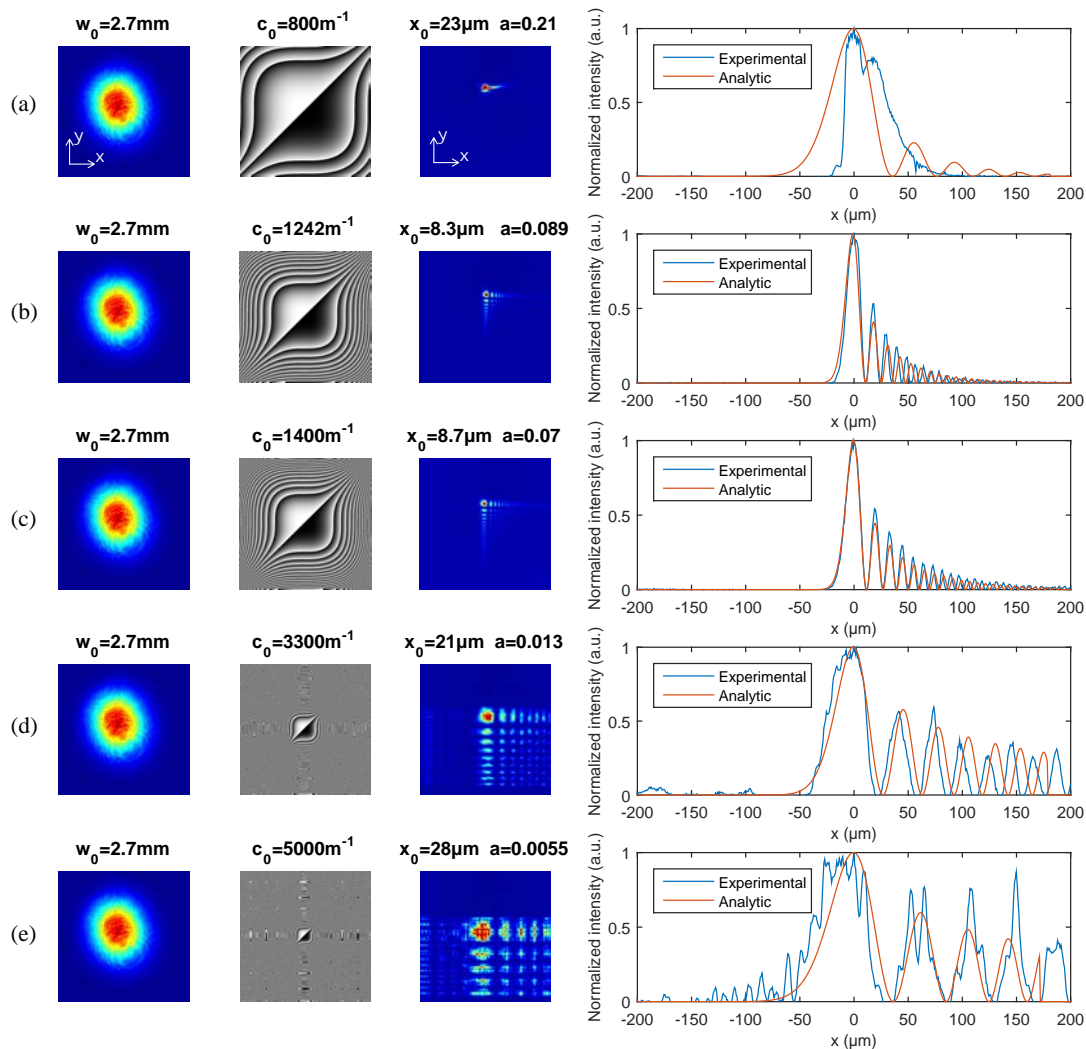 w₀=2.7mm c₀=800m⁻¹ x₀=23µm a=0.21
(a)
y
x
Normalized intensity (a.u.)
1
0.5
0
Experimental
Analytic
-200 -150 -100 -50 0 50 100 150 200
x (µm)
w₀=2.7mm c₀=1242m⁻¹ x₀=8.3µm a=0.089
(b)
Normalized intensity (a.u.)
1
0.5
0
Experimental
Analytic
-200 -150 -100 -50 0 50 100 150 200
x (µm)
w₀=2.7mm c₀=1400m⁻¹ x₀=8.7µm a=0.07
(c)
Normalized intensity (a.u.)
1
0.5
0
Experimental
Analytic
-200 -150 -100 -50 0 50 100 150 200
x (µm)
w₀=2.7mm c₀=3300m⁻¹ x₀=21µm a=0.013
(d)
Normalized intensity (a.u.)
1
0.5
0
Experimental
Analytic
-200 -150 -100 -50 0 50 100 150 200
x (µm)
w₀=2.7mm c₀=5000m⁻¹ x₀=28µm a=0.0055
(e)
Normalized intensity (a.u.)
1
0.5
0
Experimental
Analytic
-200 -150 -100 -50 0 50 100 150 200
x (µm)